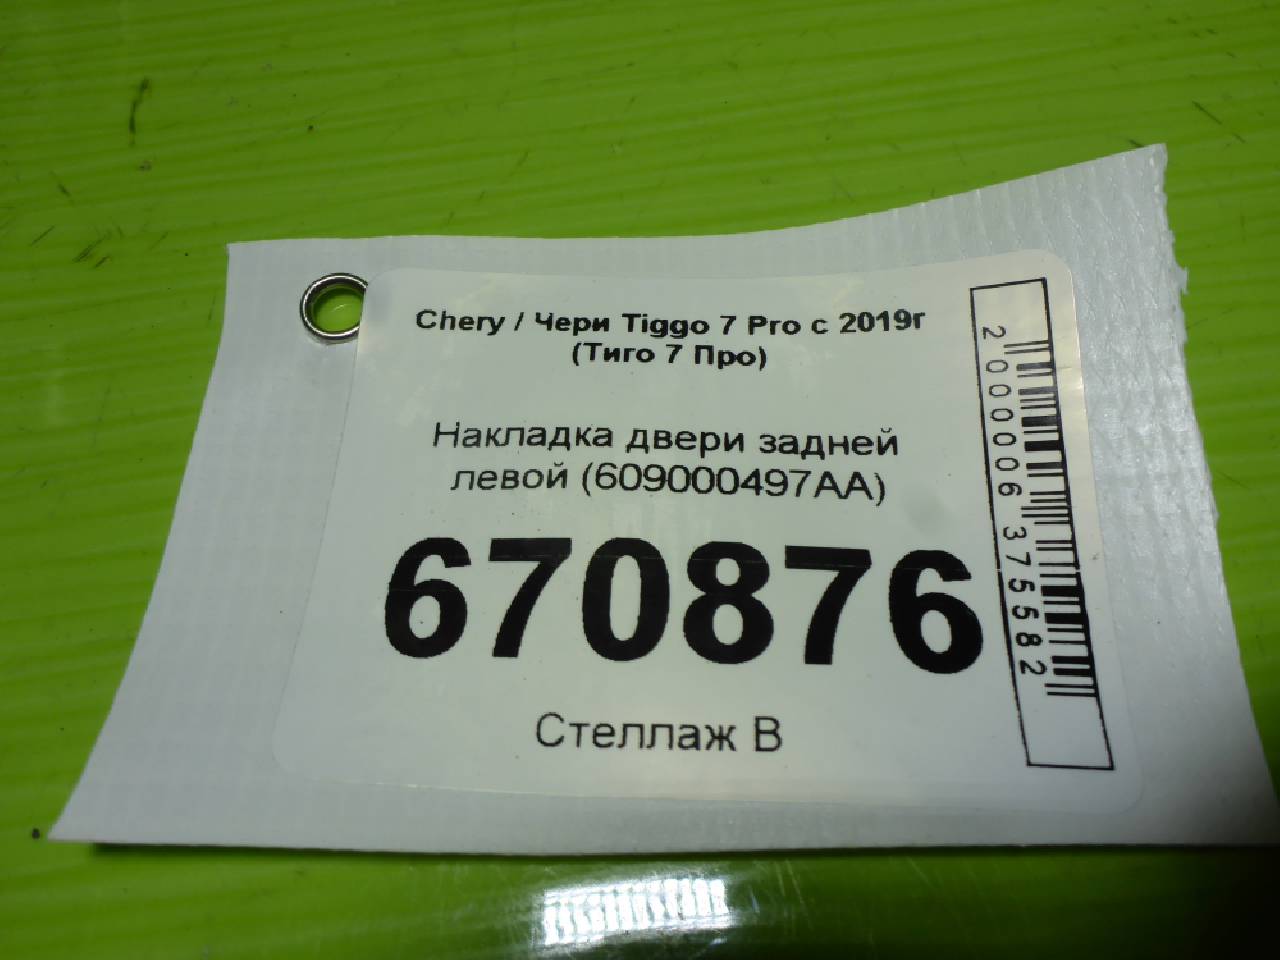 Chery / Чери Tiggo 7 Pro с 2019г
(Тиго 7 Про)
Накладка двери задней
левой (609000497AA)
670876
Стеллаж В
2000006375582